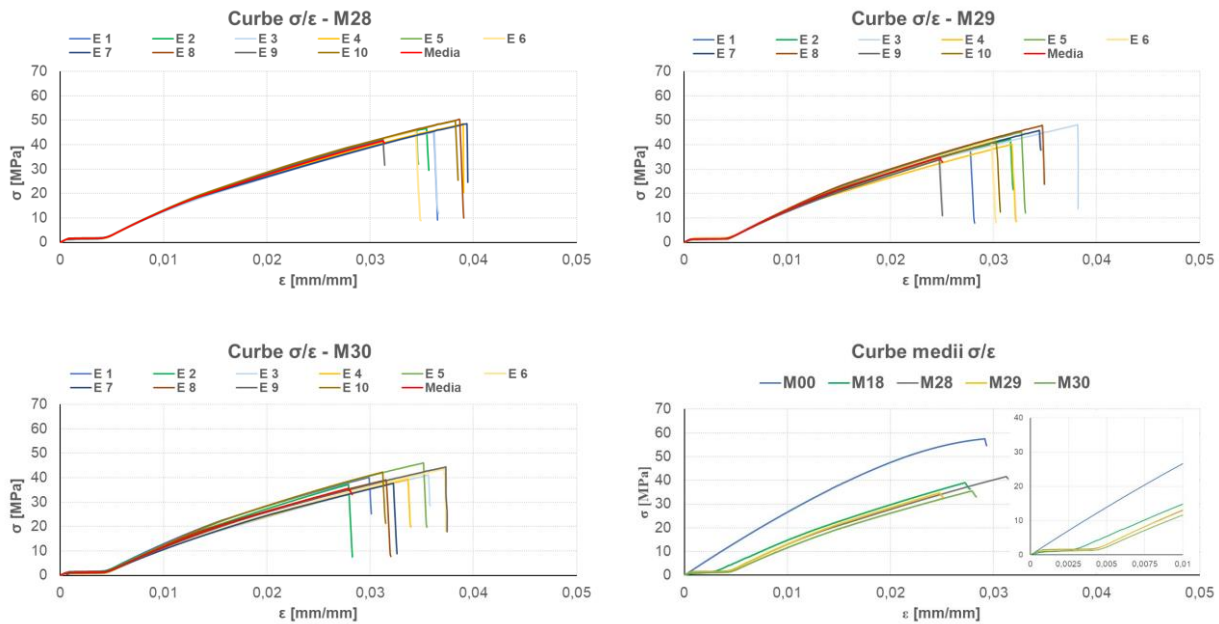 Curbe σ/ε - M28
E 1 E 2 E 3 E 4 E 5 E 6
E 7 E 8 E 9 E 10 Media
σ [MPa]
70
60
50
40
30
20
10
0
0 0,01 0,02 0,03 0,04 0,05
ε [mm/mm]
Curbe σ/ε - M29
E 1 E 2 E 3 E 4 E 5 E 6
E 7 E 8 E 9 E 10 Media
σ [MPa]
70
60
50
40
30
20
10
0
0 0,01 0,02 0,03 0,04 0,05
ε [mm/mm]
Curbe σ/ε - M30
E 1 E 2 E 3 E 4 E 5 E 6
E 7 E 8 E 9 E 10 Media
σ [MPa]
70
60
50
40
30
20
10
0
0 0,01 0,02 0,03 0,04 0,05
ε [mm/mm]
Curbe medii σ/ε
M00 M18 M28 M29 M30
σ [MPa]
70
60
50
40
30
20
10
0
0 0,01 0,02 0,03 0,04 0,05
ε [mm/mm]
40
30
20
10
0
0 0,0025 0,005 0,0075 0,01